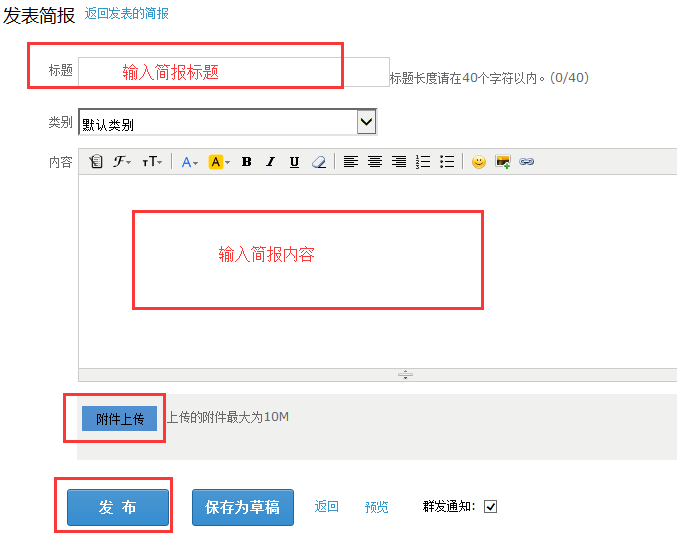 发表简报 返回发表的简报
标题 输入简报标题 标题长度请在40个字符以内。(0/40)
类别 默认类别
内容 F TT A A B I U
输入简报内容
附件上传 上传的附件最大为10M
发 布 保存为草稿 返回 预览 群发通知: